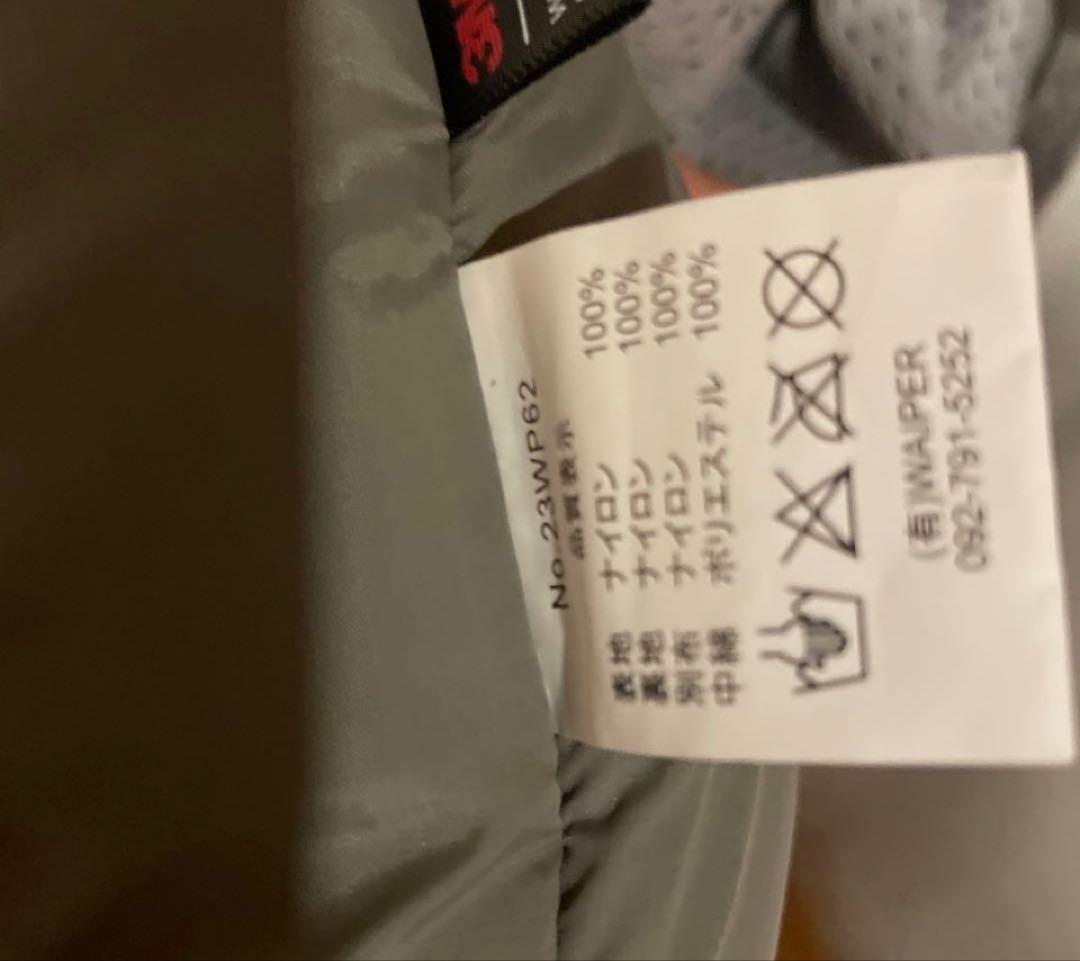 3M
No.23WP62
品質表示
表地 ナイロン 100%
裏地 ナイロン 100%
別布 ナイロン 100%
中綿 ポリエステル 100%
(有)WAIPER
092-791-5252